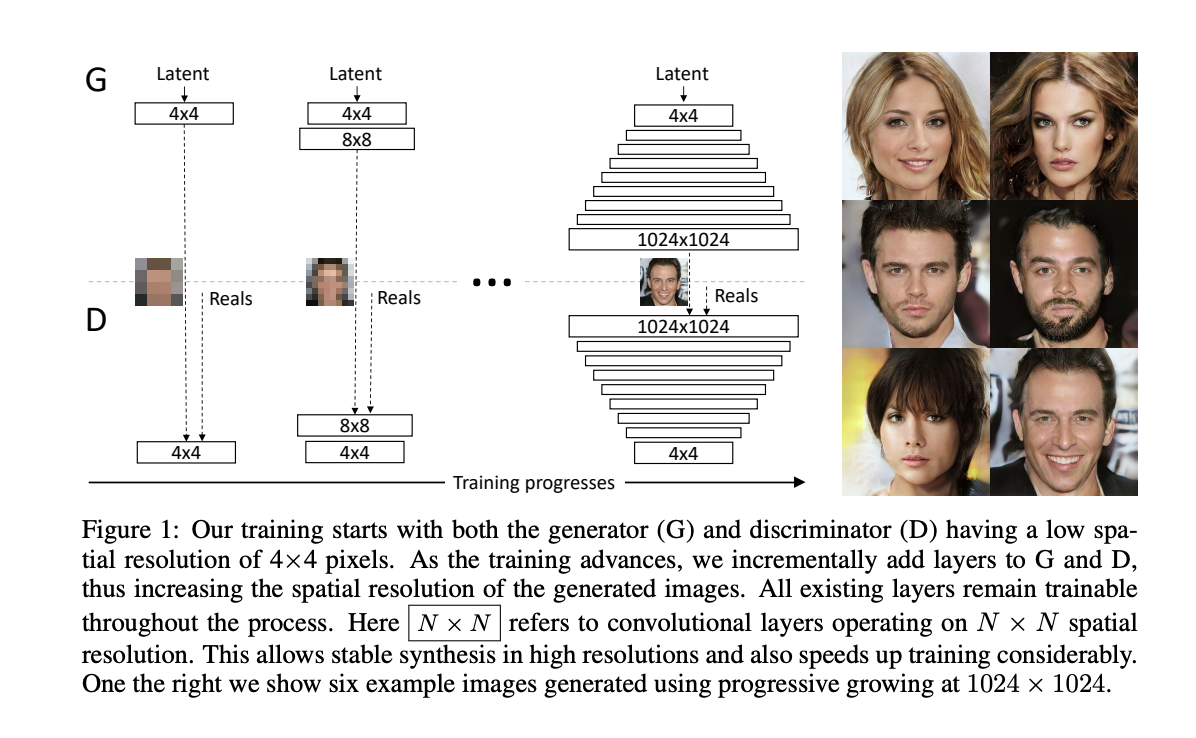 G
Latent
Latent
Latent
4x4
4x4
4x4
8x8
1024x1024
Reals
Reals
Reals
D
1024x1024
8x8
4x4
4x4
4x4
Training progresses
Figure 1: Our training starts with both the generator (G) and discriminator (D) having a low spa-
tial resolution of 4×4 pixels. As the training advances, we incrementally add layers to G and D,
thus increasing the spatial resolution of the generated images. All existing layers remain trainable
throughout the process. Here N × N refers to convolutional layers operating on N × N spatial
resolution. This allows stable synthesis in high resolutions and also speeds up training considerably.
One the right we show six example images generated using progressive growing at 1024 × 1024.